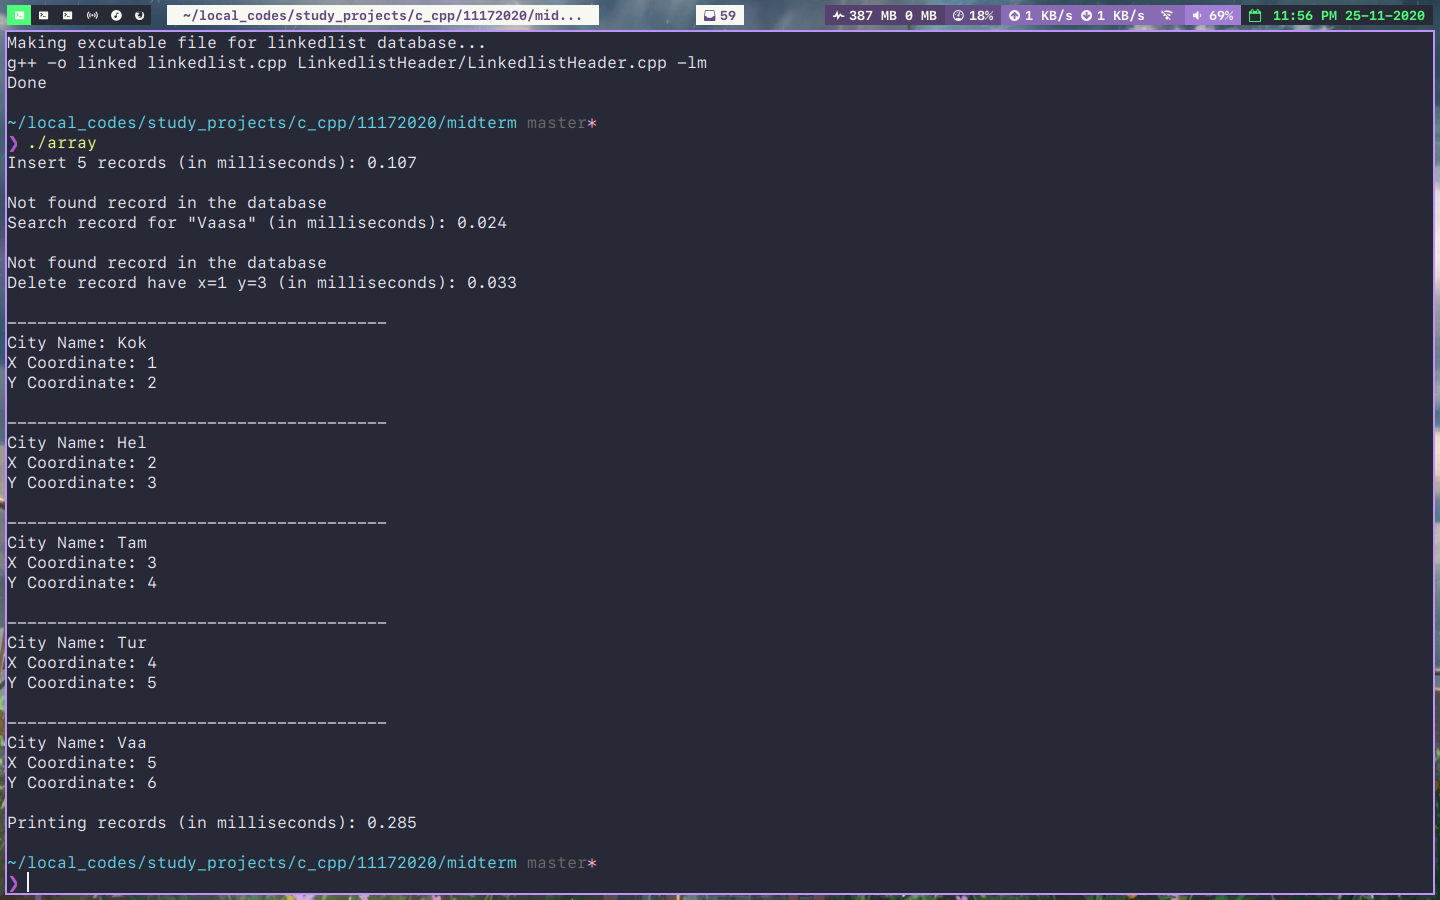 ~/local_codes/study_projects/c_cpp/11172020/mid...
59
387 MB 0 MB
18%
1 KB/s 1 KB/s
69%
11:56 PM 25-11-2020
Making excutable file for linkedlist database...
g++ -o linked linkedlist.cpp LinkedlistHeader/LinkedlistHeader.cpp -lm
Done
~/local_codes/study_projects/c_cpp/11172020/midterm master*
❯ ./array
Insert 5 records (in milliseconds): 0.107
Not found record in the database
Search record for "Vaasa" (in milliseconds): 0.024
Not found record in the database
Delete record have x=1 y=3 (in milliseconds): 0.033
______________________________________
City Name: Kok
X Coordinate: 1
Y Coordinate: 2
______________________________________
City Name: Hel
X Coordinate: 2
Y Coordinate: 3
______________________________________
City Name: Tam
X Coordinate: 3
Y Coordinate: 4
______________________________________
City Name: Tur
X Coordinate: 4
Y Coordinate: 5
______________________________________
City Name: Vaa
X Coordinate: 5
Y Coordinate: 6
Printing records (in milliseconds): 0.285
~/local_codes/study_projects/c_cpp/11172020/midterm master*
❯